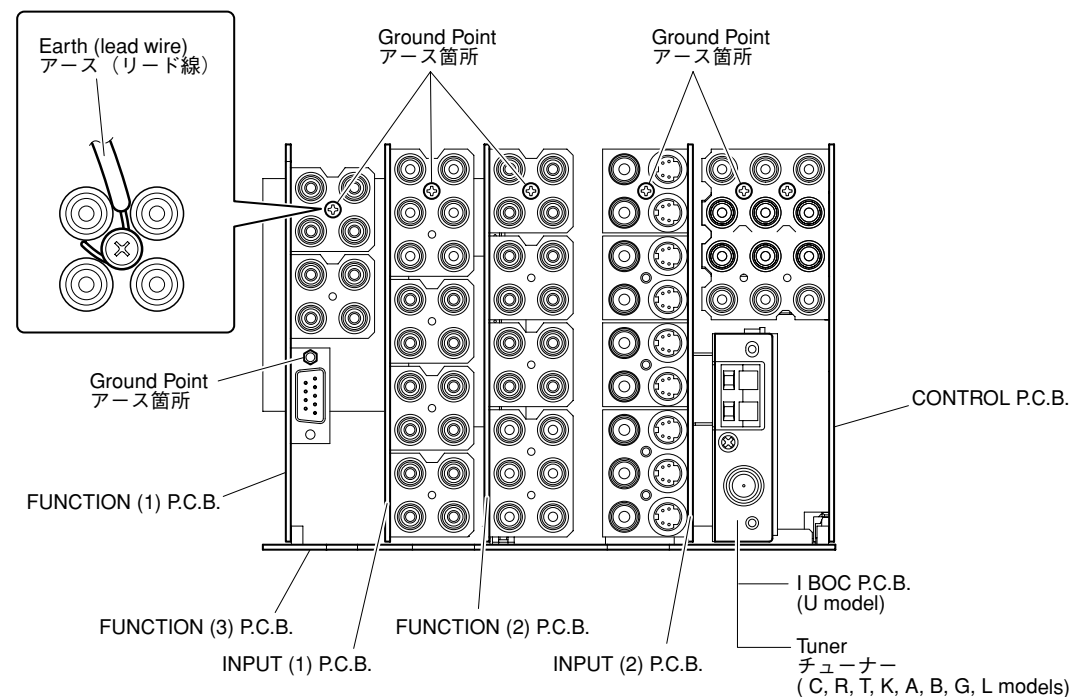 Earth (lead wire)
アース（リード線）
Ground Point
アース箇所
Ground Point
アース箇所
Ground Point
アース箇所
CONTROL P.C.B.
FUNCTION (1) P.C.B.
I BOC P.C.B.
(U model)
FUNCTION (3) P.C.B.
FUNCTION (2) P.C.B.
INPUT (1) P.C.B.
INPUT (2) P.C.B.
Tuner
チューナー
( C, R, T, K, A, B, G, L models)